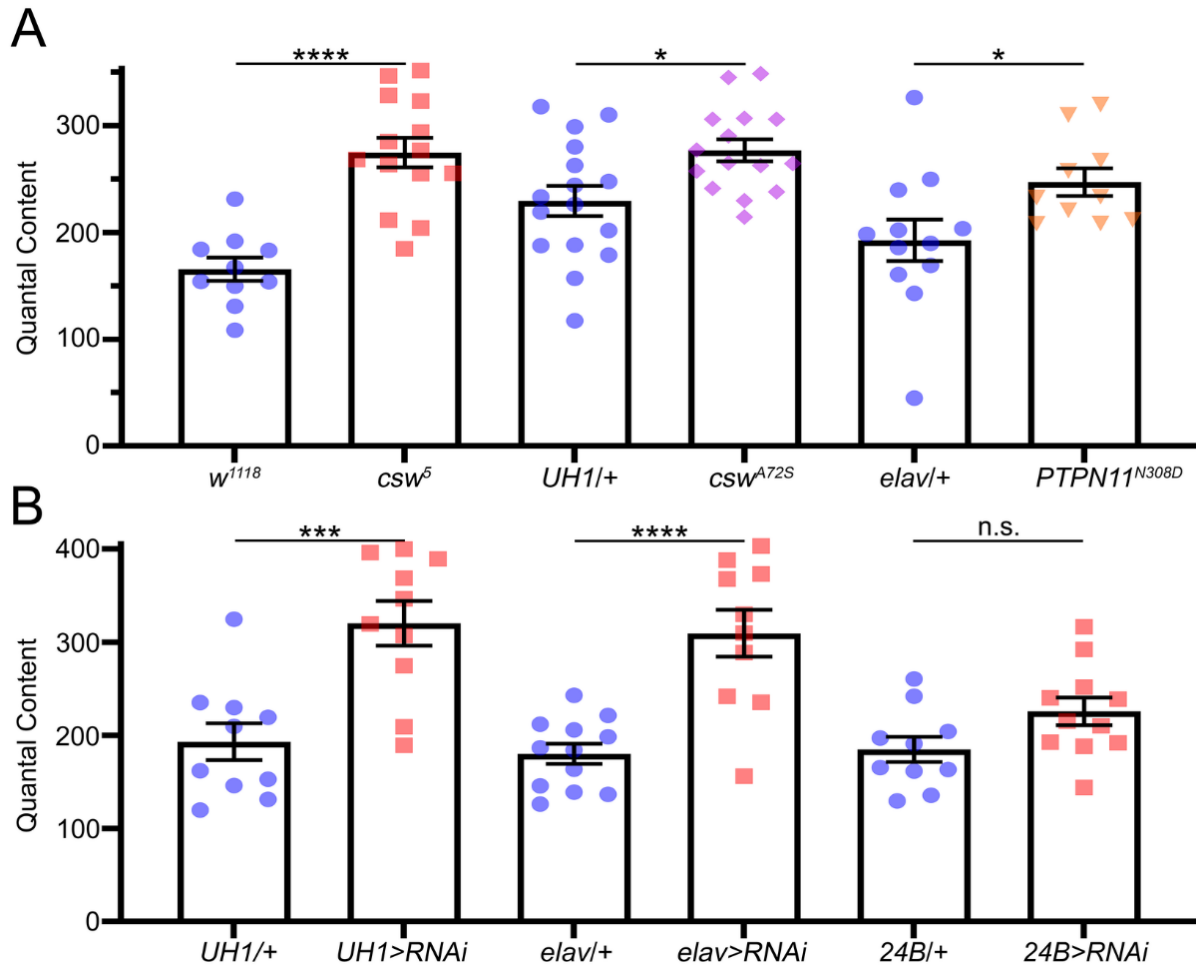 A
**** * *
Quantal Content
300
200
100
0
w1118 csw5 UH1/+ cswA72S elav/+ PTPN11N308D
B
*** **** n.s.
Quantal Content
400
300
200
100
0
UH1/+ UH1>RNAi elav/+ elav>RNAi 24B/+ 24B>RNAi